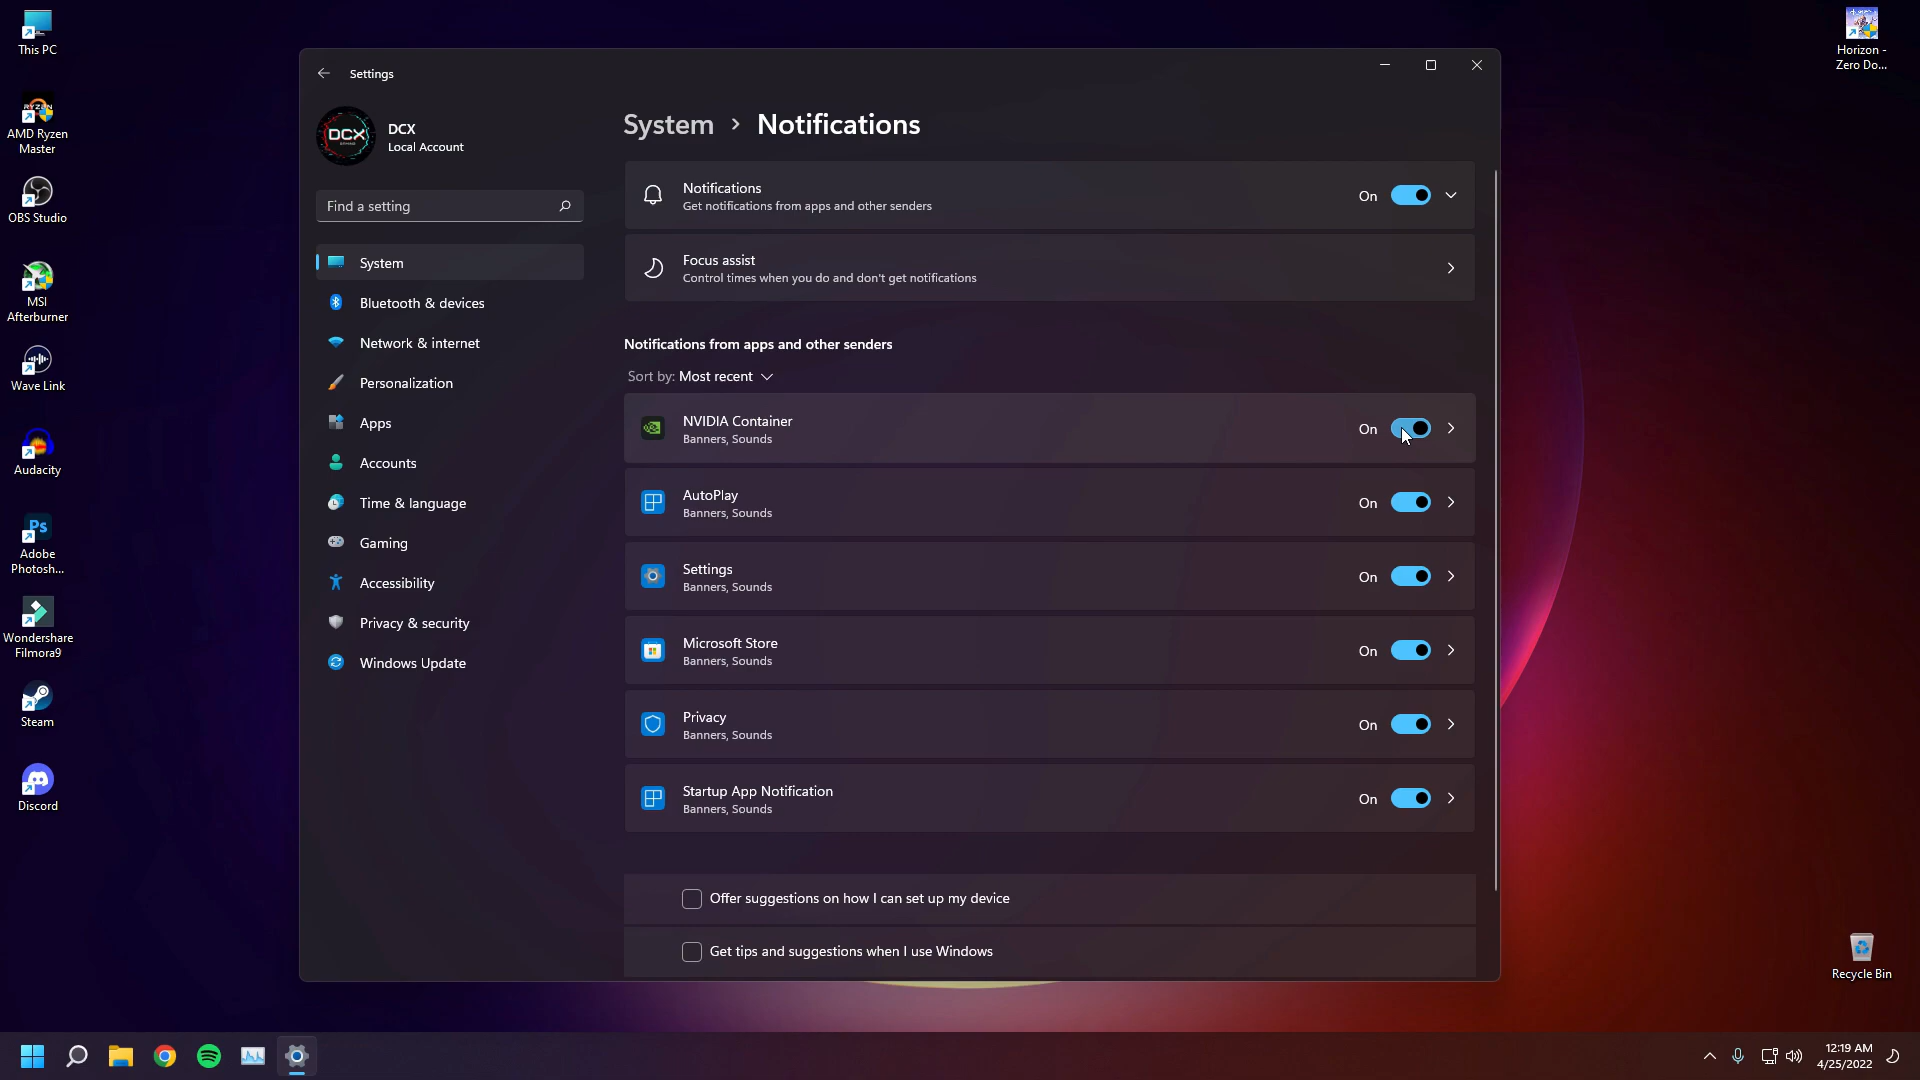 This PC
AMD Ryzen
Master
OBS Studio
MSI
Afterburner
Wave Link
Audacity
Ps
Adobe
Photosh...
Wondershare
Filmora9
Steam
Discord
Horizon -
Zero Do...
Recycle Bin
Settings
DCX
DCX
Local Account
Find a setting
System
Bluetooth & devices
Network & internet
Personalization
Apps
Accounts
Time & language
Gaming
Accessibility
Privacy & security
Windows Update
System > Notifications
Notifications
Get notifications from apps and other senders
On
Focus assist
Control times when you do and don't get notifications
Notifications from apps and other senders
Sort by: Most recent
NVIDIA Container
Banners, Sounds
On
AutoPlay
Banners, Sounds
On
Settings
Banners, Sounds
On
Microsoft Store
Banners, Sounds
On
Privacy
Banners, Sounds
On
Startup App Notification
Banners, Sounds
On
Offer suggestions on how I can set up my device
Get tips and suggestions when I use Windows
12:19 AM
4/25/2022